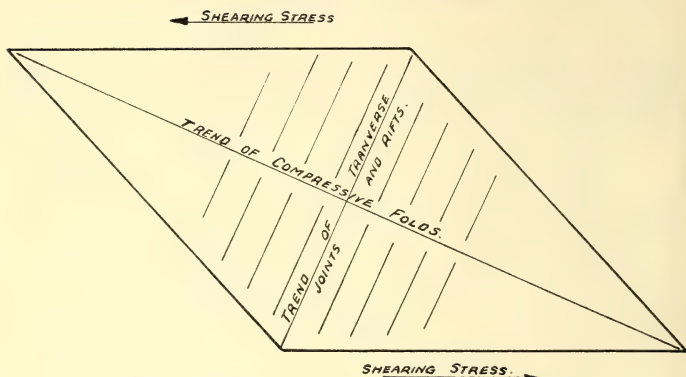 SHEARING STRESS
TREND OF COMPRESSIVE FOLDS.
TRANVERSE
AND RIFTS.
TREND OF
JOINTS
SHEARING STRESS.